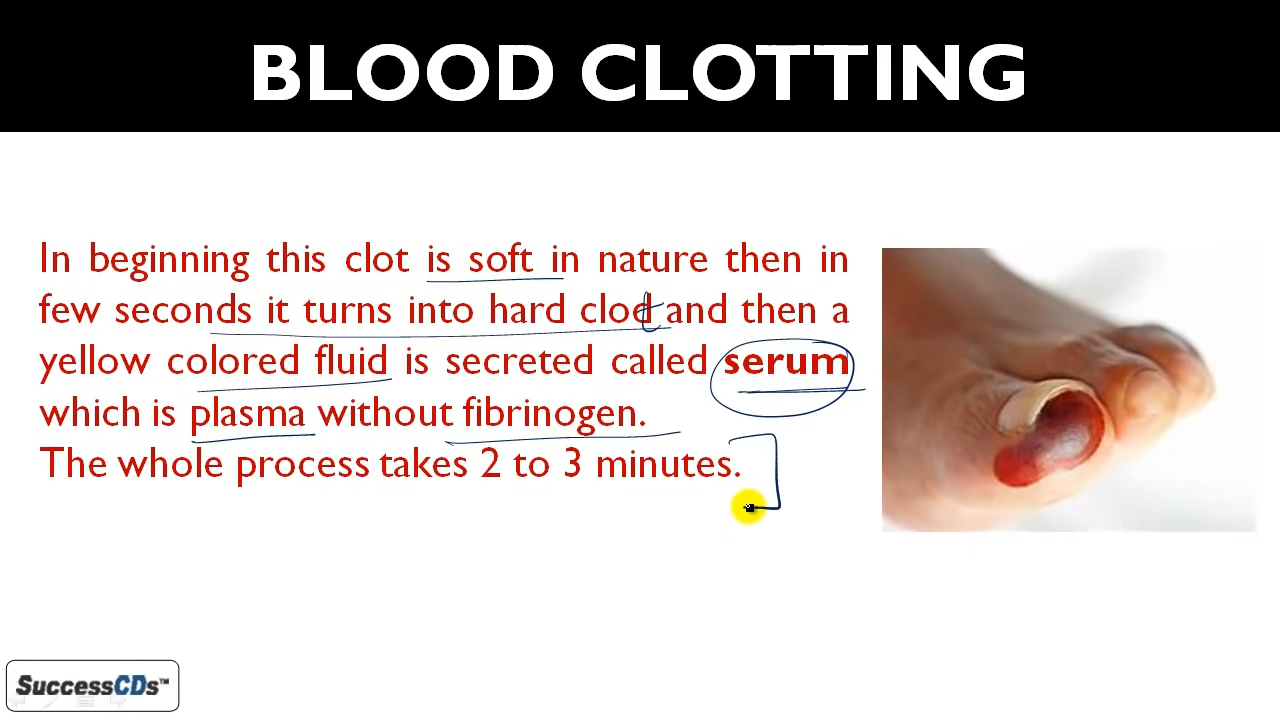 BLOOD CLOTTING
In beginning this clot is soft in nature then in
few seconds it turns into hard clot and then a
yellow colored fluid is secreted called serum
which is plasma without fibrinogen.
The whole process takes 2 to 3 minutes.
SuccessCDs™